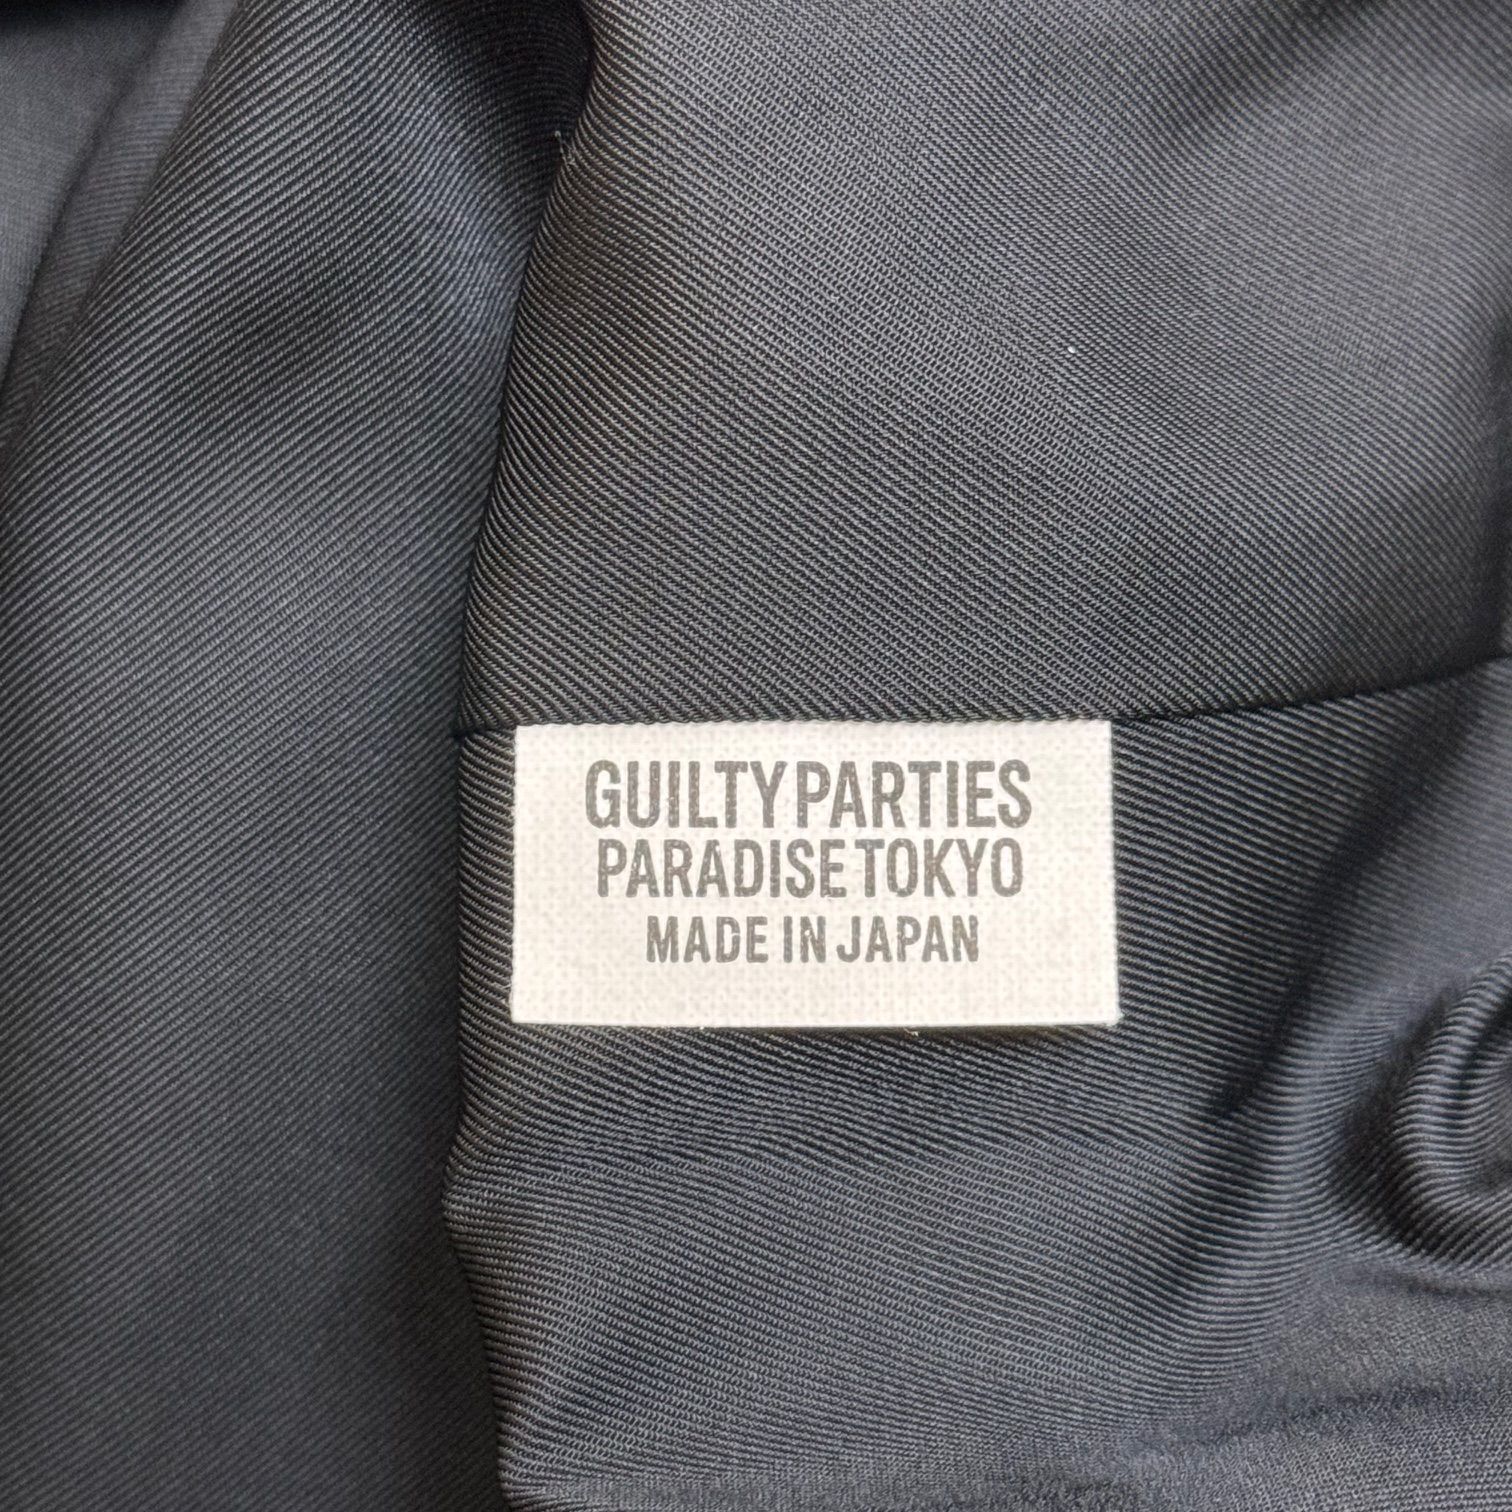 GUILTY PARTIES
PARADISE TOKYO
MADE IN JAPAN